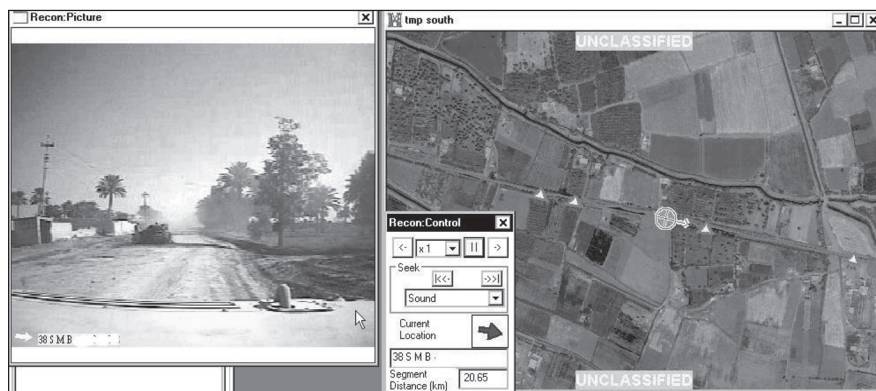 Recon:Picture
38 S M B
tmp south
UNCLASSIFIED
Recon:Control
<-
x 1
->
Seek
|<<-
->>|
Sound
Current
Location
38 S M B -
Segment
Distance (km)
20.65
UNCLASSIFIED